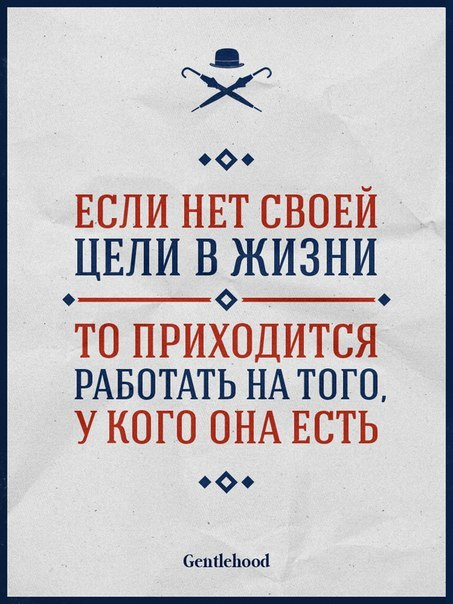 ЕСЛИ НЕТ СВОЕЙ
ЦЕЛИ В ЖИЗНИ
ТО ПРИХОДИТСЯ
РАБОТАТЬ НА ТОГО,
У КОГО ОНА ЕСТЬ
Gentlehood